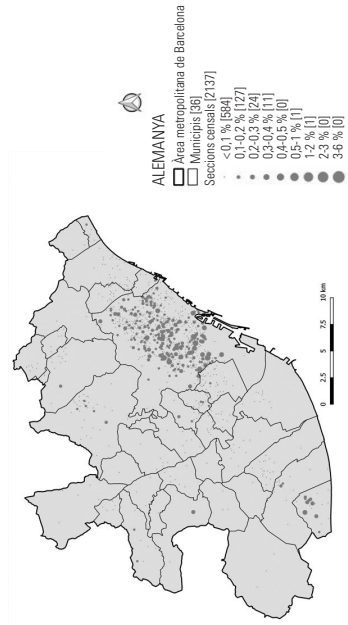 ALEMANYA
Àrea metropolitana de Barcelona
Municipis [36]
Seccions censals [2137]
<0,1 % [584]
0,1-0,2 % [127]
0,2-0,3 % [24]
0,3-0,4 % [11]
0,4-0,5 % [0]
0,5-1 % [1]
1-2 % [1]
2-3 % [0]
3-6 % [0]
0 2,5 5 7,5 10 km